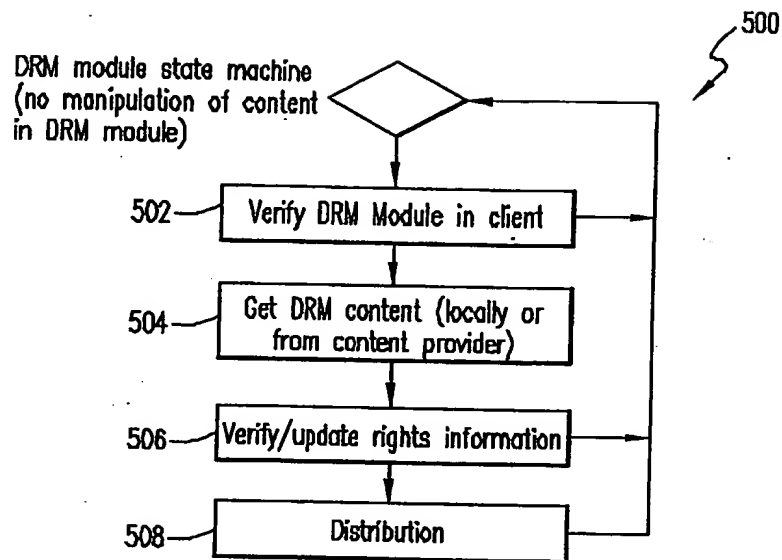 500
DRM module state machine
(no manipulation of content
in DRM module)
502
Verify DRM Module in client
504
Get DRM content (locally or
from content provider)
506
Verify/update rights information
508
Distribution